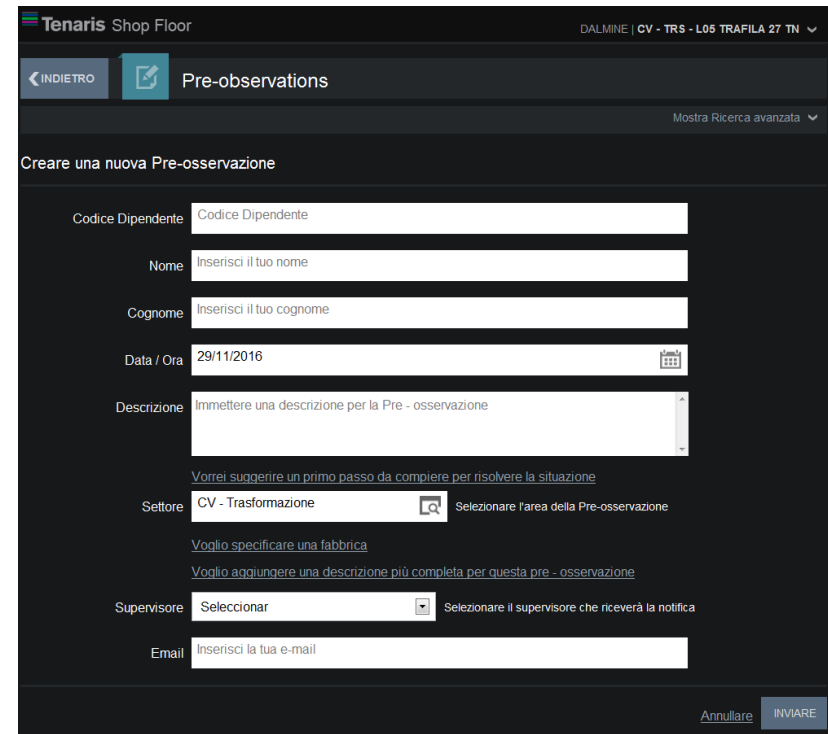 Tenaris Shop Floor
DALMINE | CV - TRS - L05 TRAFILA 27 TN
INDIETRO
Pre-observations
Mostra Ricerca avanzata
Creare una nuova Pre-osservazione
Codice Dipendente Codice Dipendente
Nome Inserisci il tuo nome
Cognome Inserisci il tuo cognome
Data / Ora 29/11/2016
Descrizione Immettere una descrizione per la Pre - osservazione
Vorrei suggerire un primo passo da compiere per risolvere la situazione
Settore CV - Trasformazione Selezionare l'area della Pre-osservazione
Voglio specificare una fabbrica
Voglio aggiungere una descrizione più completa per questa pre - osservazione
Supervisore Seleccionar Selezionare il supervisore che riceverà la notifica
Email Inserisci la tua e-mail
Annullare INVIARE